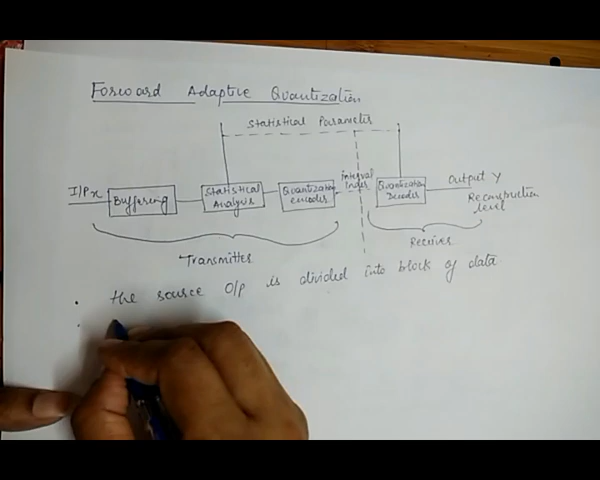 Forward Adaptive Quantization
Statistical Parameter
I/P x
Buffering
Statistical
Analysis
Quantization
encoder
interval
Index
Quantization
Decoder
Output Y
Reconstruction
level
Transmitter
Receiver
• The source O/p is divided into block of data
•